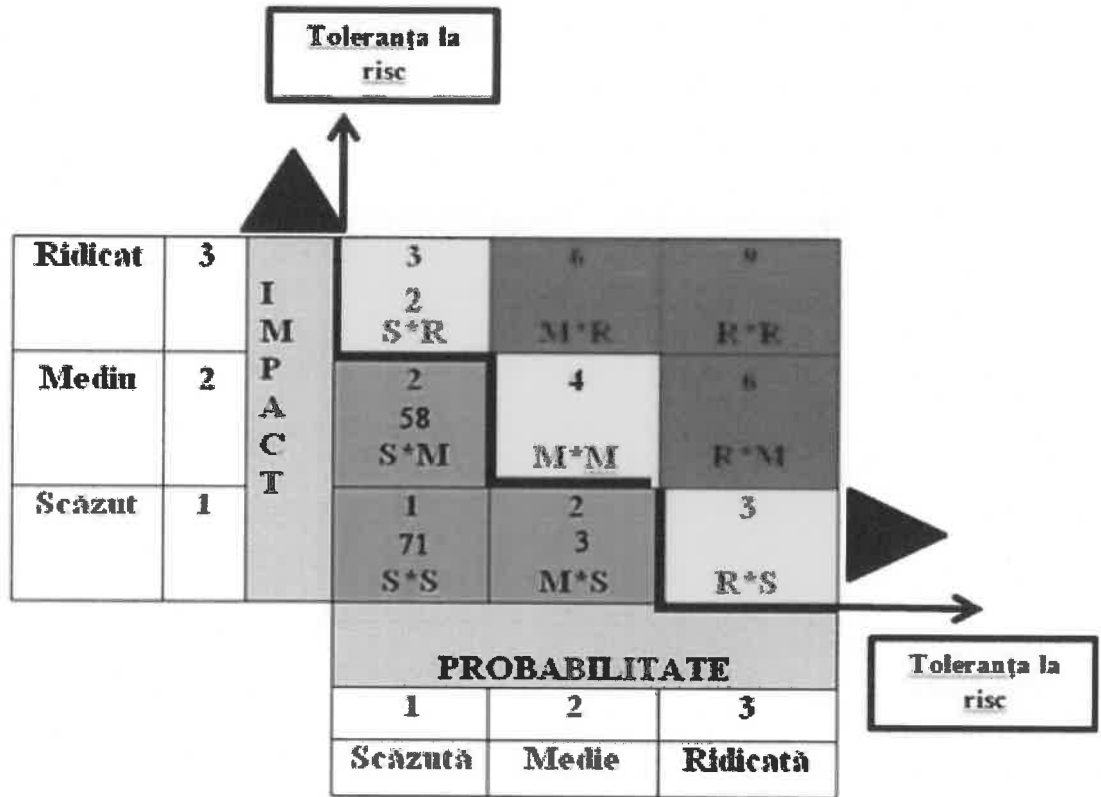 Toleranța la
risc
Ridicat 3
3 6 9
2
S*R M*R R*R
Mediu 2
2 4 6
58
S*M M*M R*M
Scăzut 1
1 2 3
71 3
S*S M*S R*S
IMPACT
PROBABILITATE
1 2 3
Scăzută Medie Ridicată
Toleranța la
risc